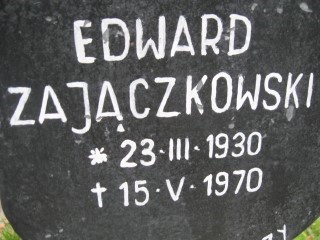 EDWARD
ZAJĄCZKOWSKI
* 23·III·1930
† 15·V·1970